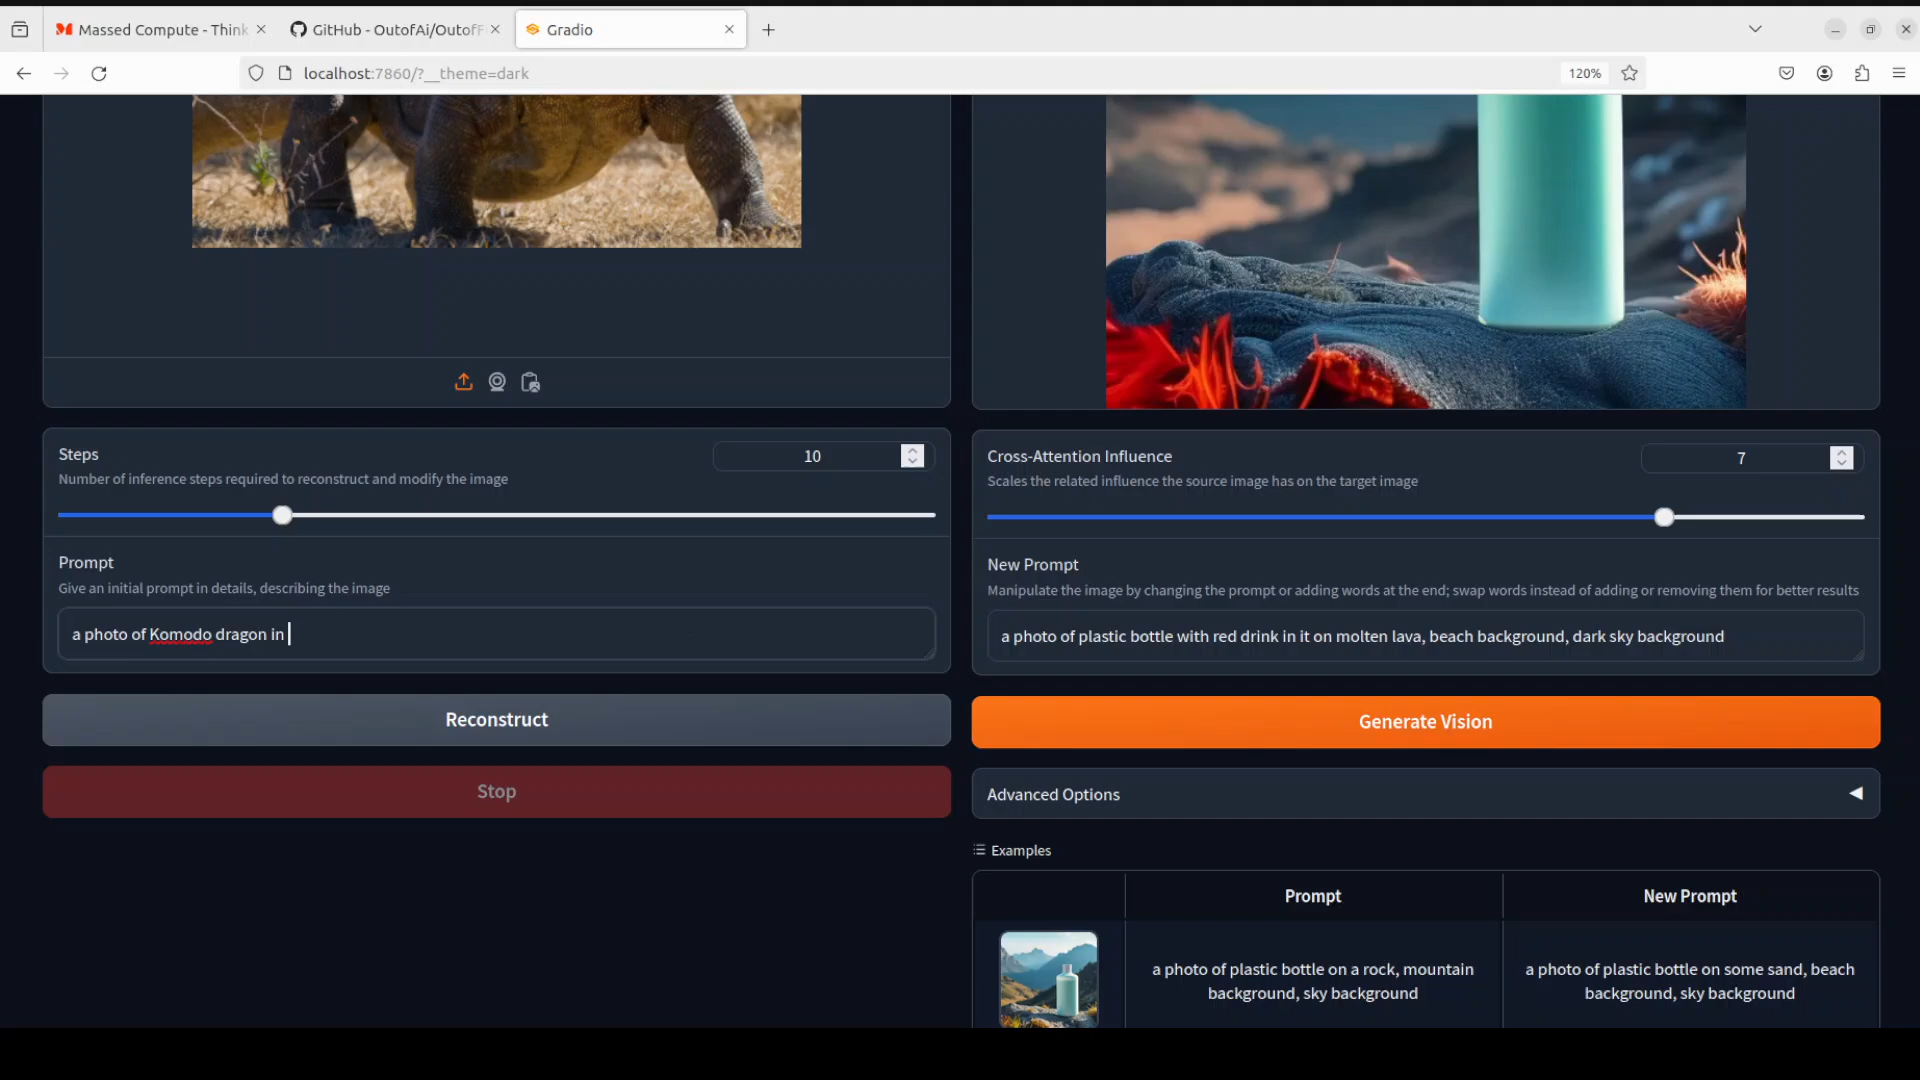 Massed Compute - Think
GitHub - OutofAi/OutofF
Gradio
localhost:7860/?__theme=dark
120%
Steps
10
Number of inference steps required to reconstruct and modify the image
Prompt
Give an initial prompt in details, describing the image
a photo of Komodo dragon in
Reconstruct
Stop
Cross-Attention Influence
7
Scales the related influence the source image has on the target image
New Prompt
Manipulate the image by changing the prompt or adding words at the end; swap words instead of adding or removing them for better results
a photo of plastic bottle with red drink in it on molten lava, beach background, dark sky background
Generate Vision
Advanced Options
Examples
Prompt
New Prompt
a photo of plastic bottle on a rock, mountain
background, sky background
a photo of plastic bottle on some sand, beach
background, sky background